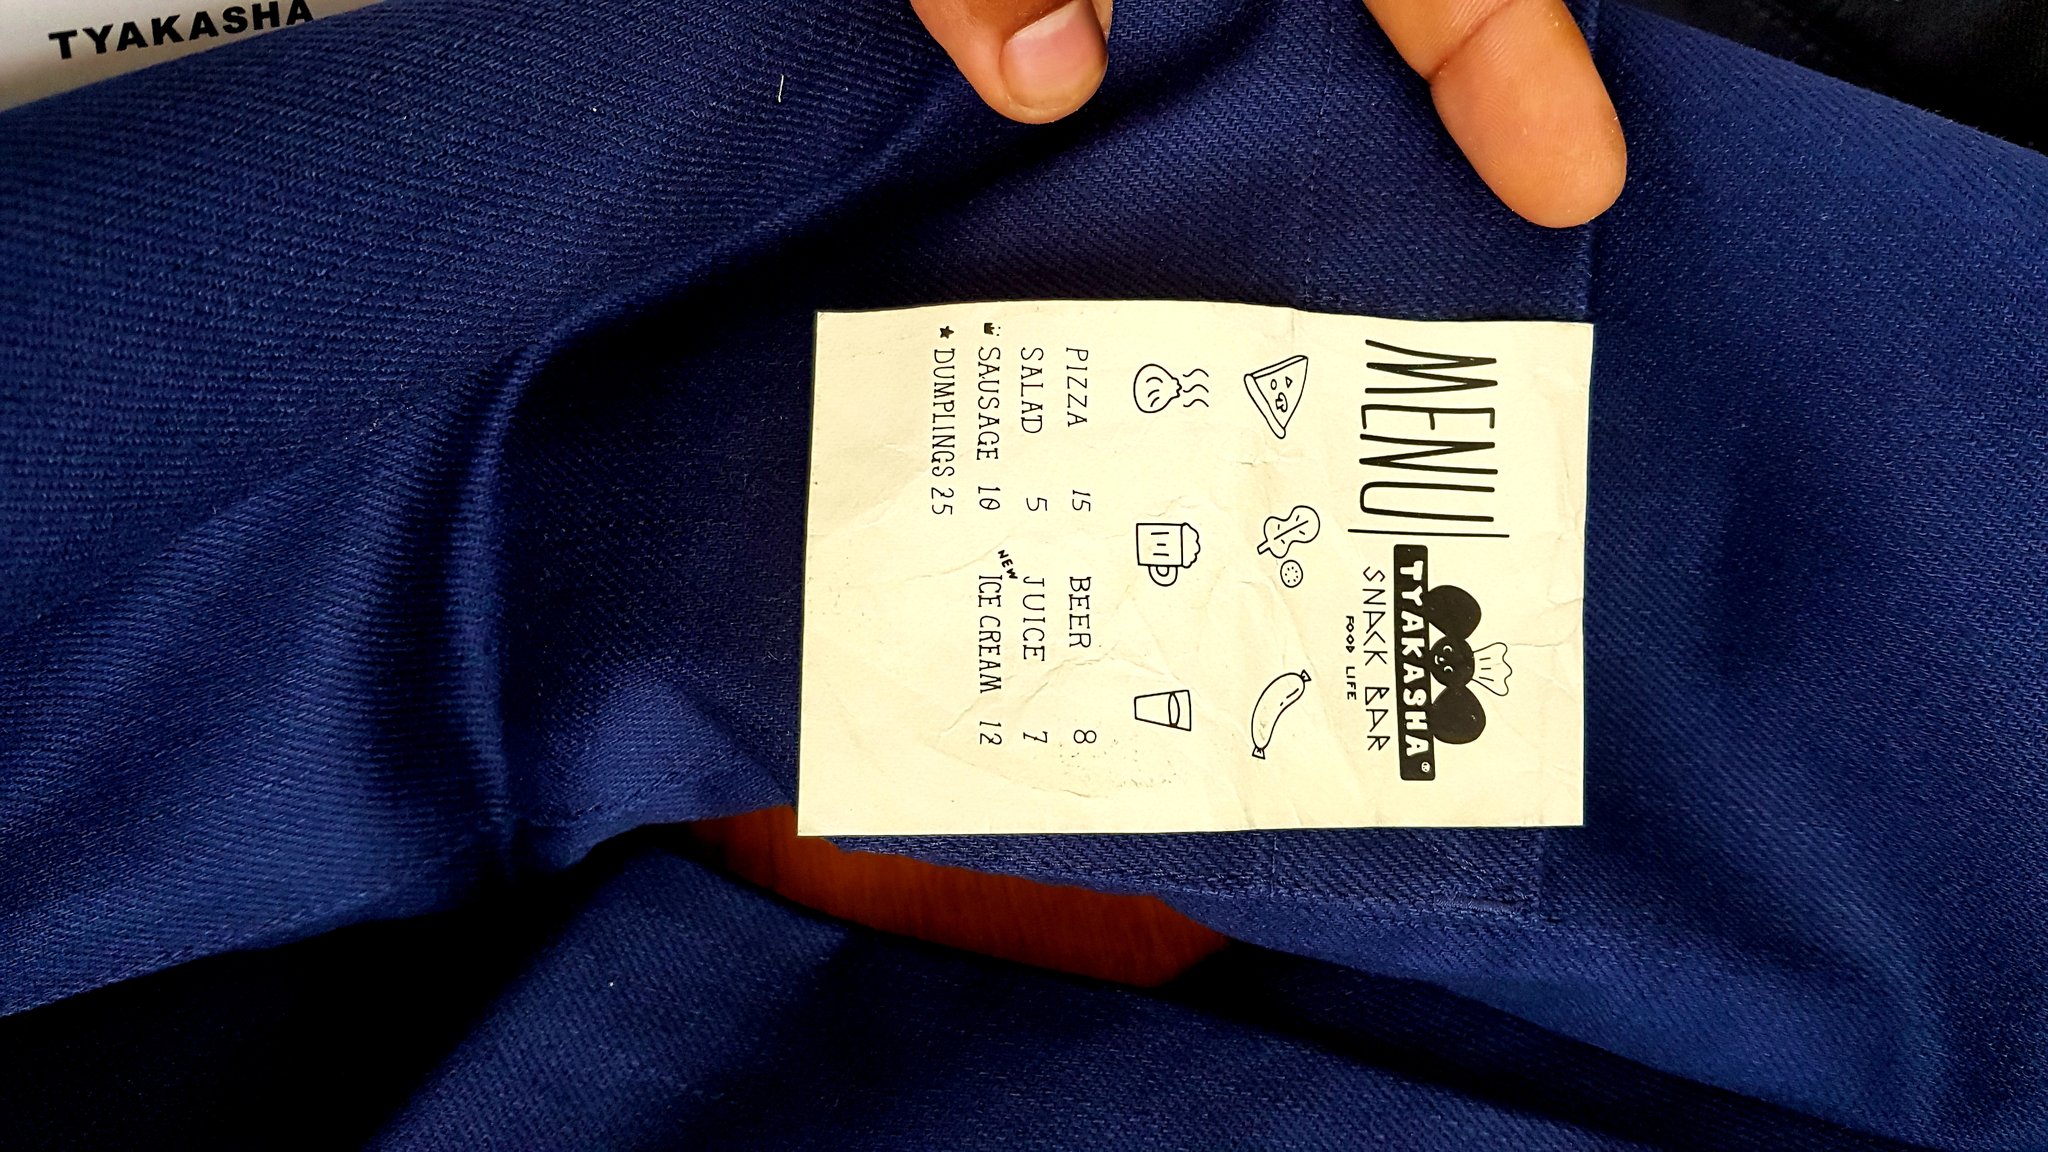 TYAKASHA
MENU
TYAKASHA®
SNACK BAR
FOOD LIFE
PIZZA 15
SALAD 5
SAUSAGE 10
DUMPLINGS 25
BEER 8
JUICE 7
NEW
ICE CREAM 12